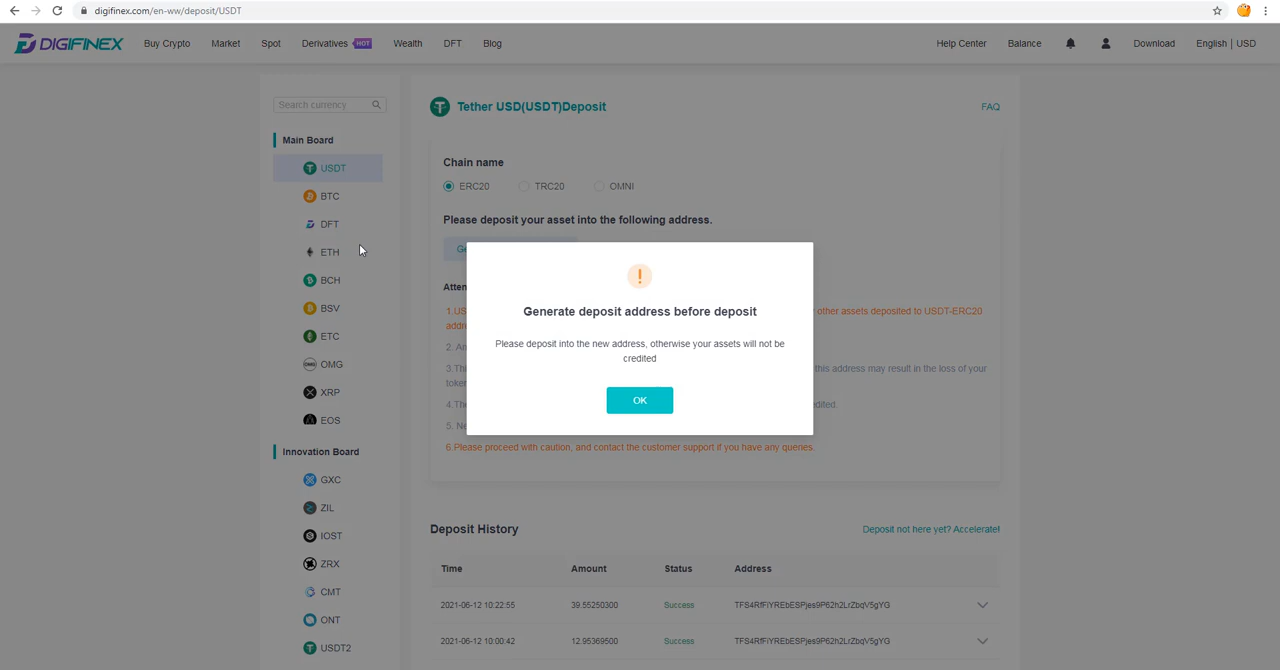 digifinex.com/en-ww/deposit/USDT
DIGIFINEX Buy Crypto Market Spot Derivatives HOT Wealth DFT Blog Help Center Balance Download English | USD
Search currency
Main Board
USDT
BTC
DFT
ETH
BCH
BSV
ETC
OMG
XRP
EOS
Innovation Board
GXC
ZIL
IOST
ZRX
CMT
ONT
USDT2
Tether USD(USDT)Deposit FAQ
Chain name
ERC20 TRC20 OMNI
Please deposit your asset into the following address.
other assets deposited to USDT-ERC20
this address may result in the loss of your
6.Please proceed with caution, and contact the customer support if you have any queries.
Generate deposit address before deposit
Please deposit into the new address, otherwise your assets will not be
credited
OK
Deposit History Deposit not here yet? Accelerate!
Time Amount Status Address
2021-06-12 10:22:55 39.55250300 Success TFS4RfFiYREbESPjes9P62h2LrZbqV5gYG
2021-06-12 10:00:42 12.95369500 Success TFS4RfFiYREbESPjes9P62h2LrZbqV5gYG